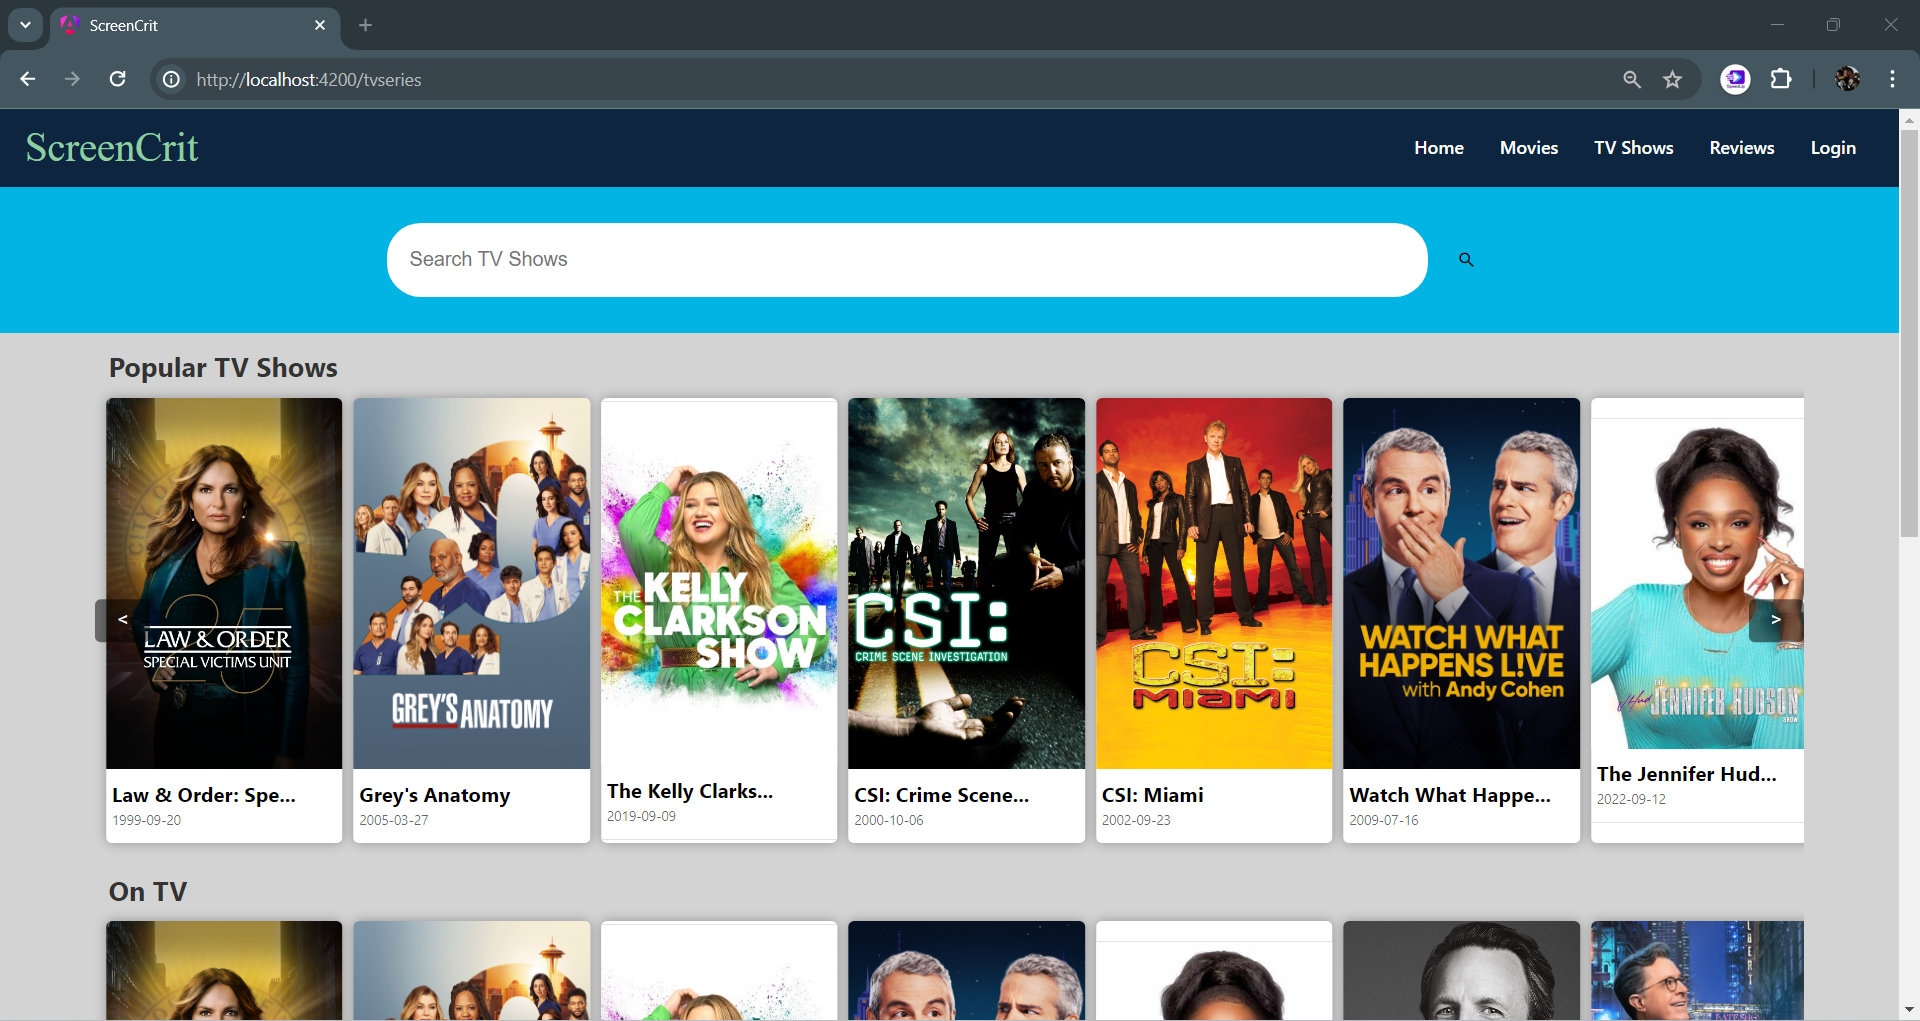 ScreenCrit
http://localhost:4200/tvseries
ScreenCrit
Home Movies TV Shows Reviews Login
Search TV Shows
Popular TV Shows
25
LAW & ORDER
SPECIAL VICTIMS UNIT
GREY'S ANATOMY
THE KELLY
CLARKSON
SHOW
CSI:
CRIME SCENE INVESTIGATION
CSI:
MIAMI
WATCH WHAT
HAPPENS L!VE
with Andy Cohen
THE
JENNIFER HUDSON
SHOW
<
>
Law & Order: Spe...
1999-09-20
Grey's Anatomy
2005-03-27
The Kelly Clarks...
2019-09-09
CSI: Crime Scene...
2000-10-06
CSI: Miami
2002-09-23
Watch What Happe...
2009-07-16
The Jennifer Hud...
2022-09-12
On TV